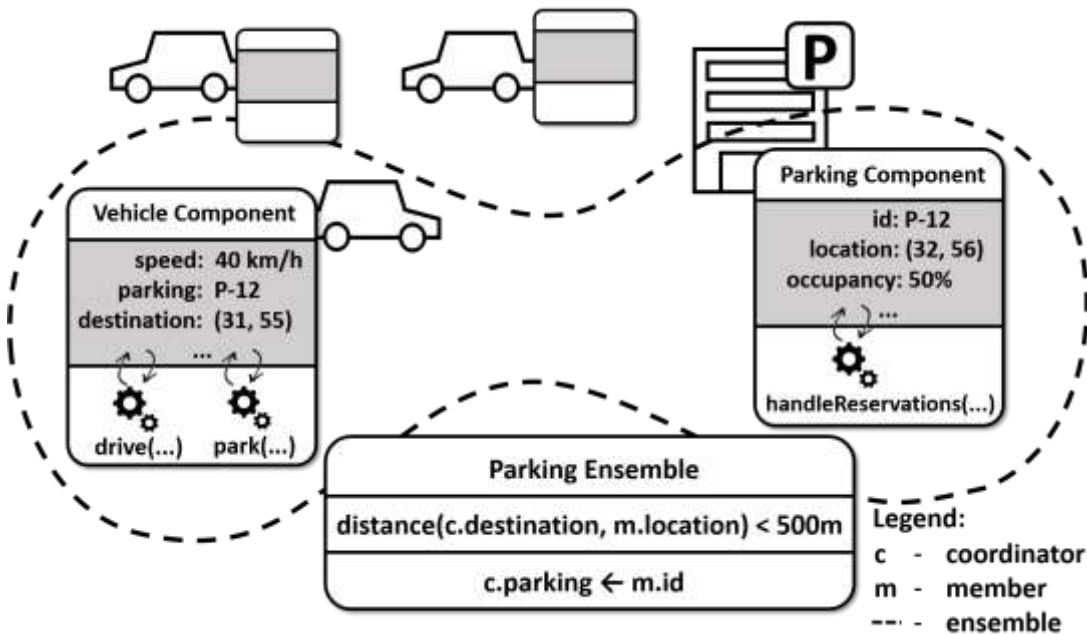 P
Vehicle Component
speed: 40 km/h
parking: P-12
destination: (31, 55)
...
drive(...) park(...)
Parking Component
id: P-12
location: (32, 56)
occupancy: 50%
...
handleReservations(...)
Parking Ensemble
distance(c.destination, m.location) < 500m
c.parking ← m.id
Legend:
c - coordinator
m - member
--- - ensemble